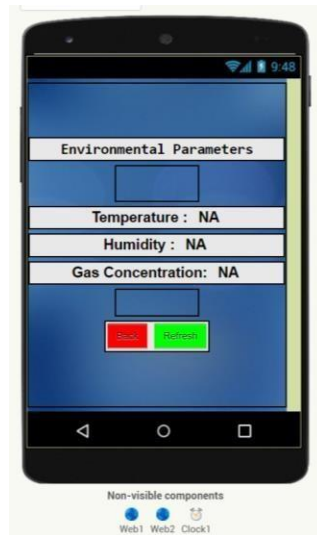 9:48
Environmental Parameters
Temperature : NA
Humidity : NA
Gas Concentration: NA
Back Refresh
Non-visible components
Web1 Web2 Clock1